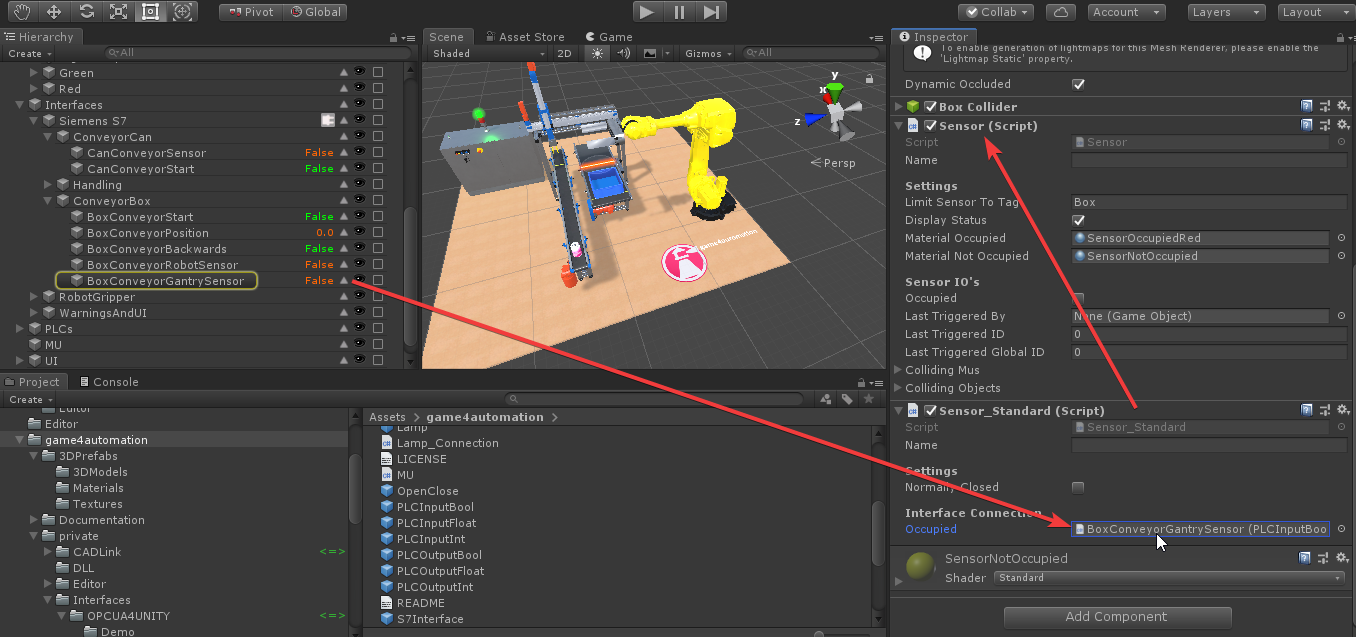 Pivot
Global
Collab
Account
Layers
Layout
Hierarchy
Create
All
Green
Red
Interfaces
Siemens S7
ConveyorCan
CanConveyorSensor False
CanConveyorStart False
Handling
ConveyorBox
BoxConveyorStart False
BoxConveyorPosition 0.0
BoxConveyorBackwards False
BoxConveyorRobotSensor False
BoxConveyorGantrySensor False
RobotGripper
WarningsAndUI
PLCs
MU
UI
Scene
Asset Store
Game
Shaded
2D
Gizmos
All
y
x
z
Persp
game4automation
Project
Console
Create
Editor
Editor
game4automation
3DPrefabs
3DModels
Materials
Textures
Documentation
private
CADLink <=>
DLL
Editor
Interfaces
OPCUA4UNITY <=>
Demo
Assets > game4automation >
Lamp
Lamp_Connection
LICENSE
MU
OpenClose
PLCInputBool
PLCInputFloat
PLCInputInt
PLCOutputBool
PLCOutputFloat
PLCOutputInt
README
S7Interface
Inspector
To enable generation of lightmaps for this Mesh Renderer, please enable the
'Lightmap Static' property.
Dynamic Occluded
Box Collider
Sensor (Script)
Script Sensor
Name
Settings
Limit Sensor To Tag Box
Display Status
Material Occupied SensorOccupiedRed
Material Not Occupied SensorNotOccupied
Sensor IO's
Occupied
Last Triggered By None (Game Object)
Last Triggered ID 0
Last Triggered Global ID 0
Colliding Mus
Colliding Objects
Sensor_Standard (Script)
Script Sensor_Standard
Name
Settings
Normally Closed
Interface Connection
Occupied BoxConveyorGantrySensor (PLCInputBoo
SensorNotOccupied
Shader Standard
Add Component